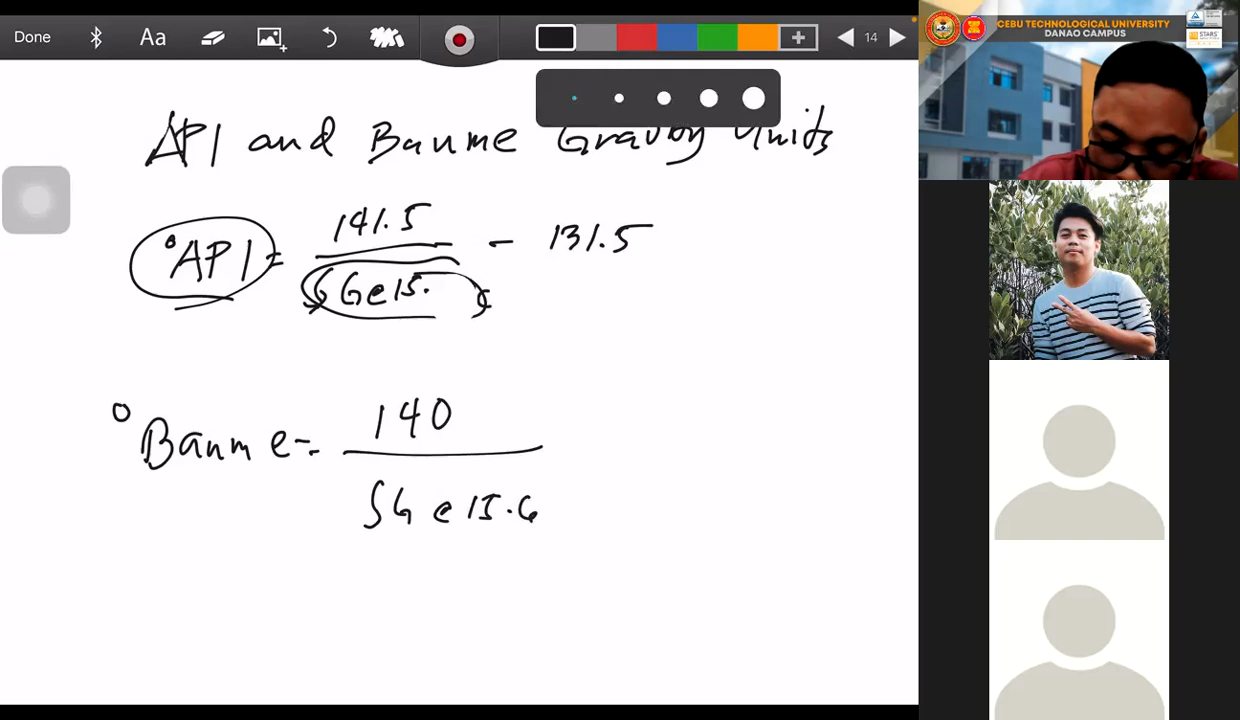 Done Aa 14
CEBU TECHNOLOGICAL UNIVERSITY
DANAO CAMPUS
STARS
API and Baume Gravity Units
°API = 141.5 / SG@15. - 131.5
°Baume = 140 / SG @ 15.6